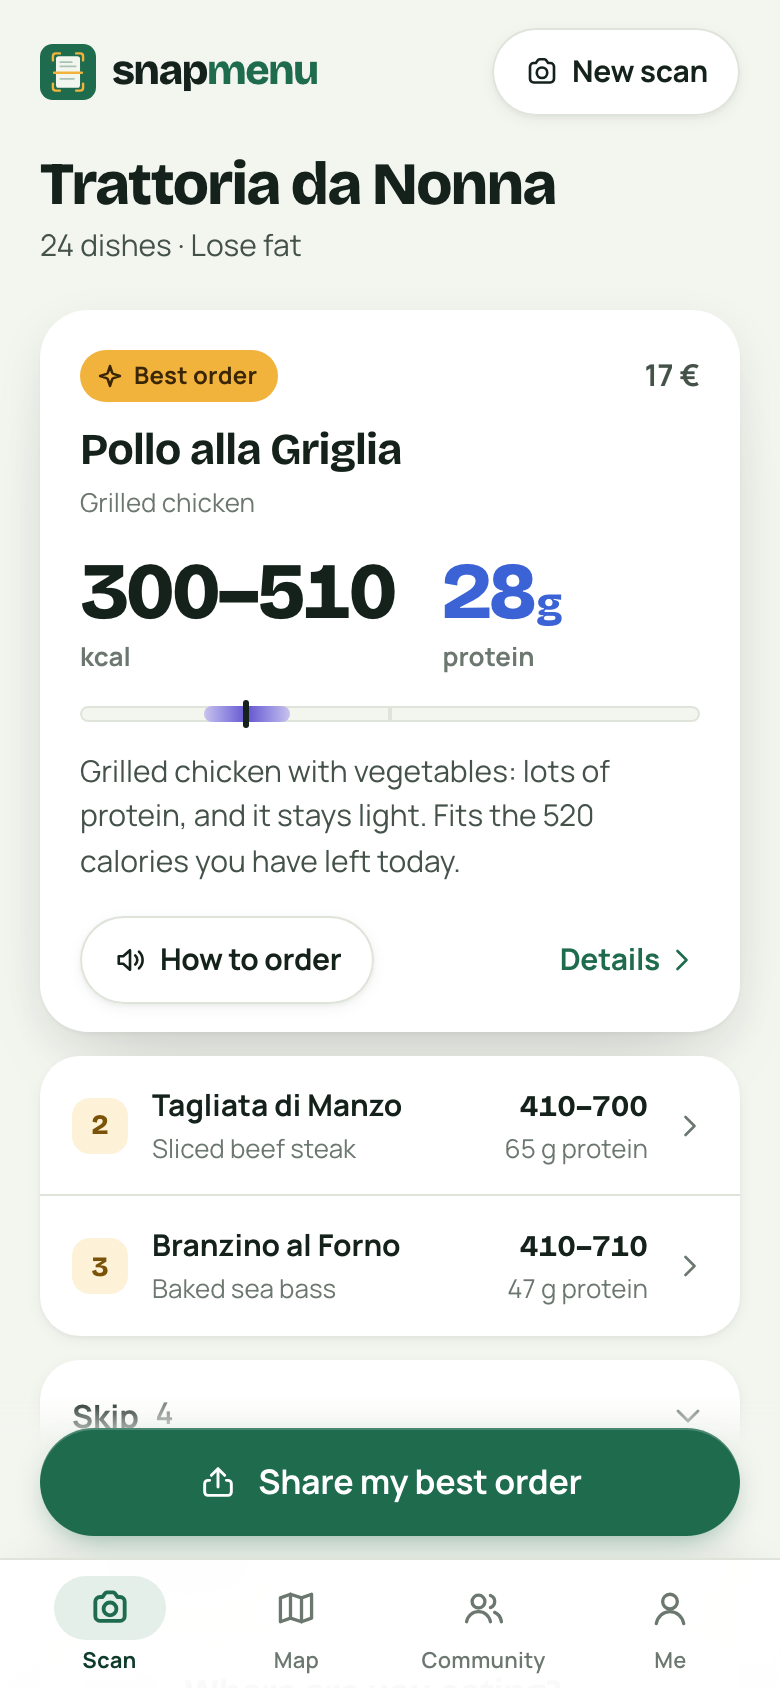 snapmenu
New scan
Trattoria da Nonna
24 dishes · Lose fat
Best order
17 €
Pollo alla Griglia
Grilled chicken
300–510
28g
kcal
protein
Grilled chicken with vegetables: lots of
protein, and it stays light. Fits the 520
calories you have left today.
How to order
Details
2
Tagliata di Manzo
410–700
Sliced beef steak
65 g protein
3
Branzino al Forno
410–710
Baked sea bass
47 g protein
Skip 4
Share my best order
Scan
Map
Community
Me